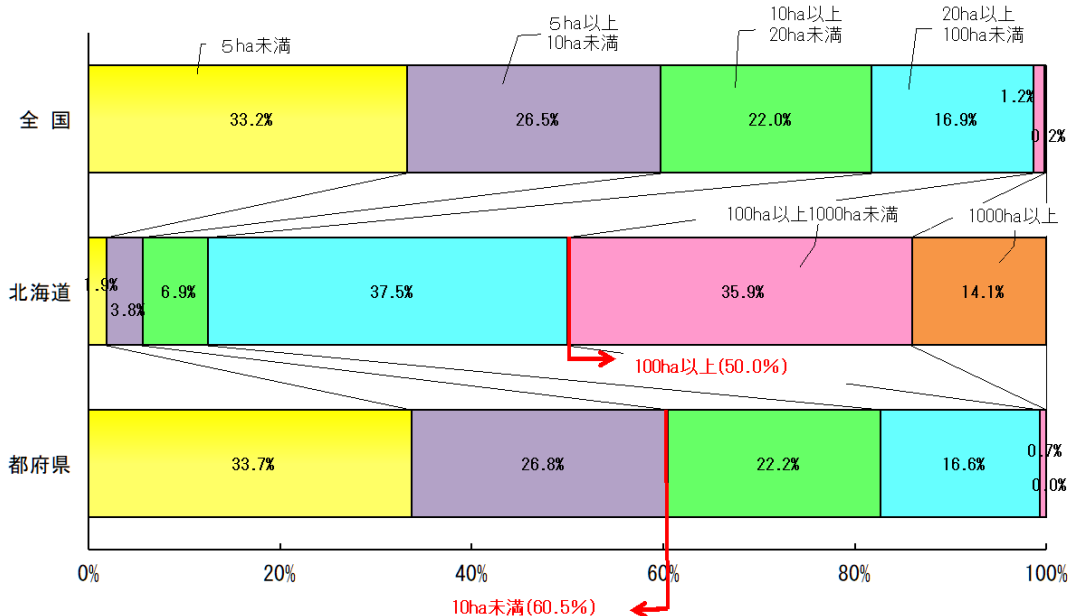 5ha未満
5ha以上
10ha未満
10ha以上
20ha未満
20ha以上
100ha未満
全 国
33.2%
26.5%
22.0%
16.9%
1.2%
0.2%
100ha以上1000ha未満
1000ha以上
北海道
1.9%
3.8%
6.9%
37.5%
35.9%
14.1%
100ha以上(50.0%)
都府県
33.7%
26.8%
22.2%
16.6%
0.7%
0.0%
0%
20%
40%
60%
80%
100%
10ha未満(60.5%)